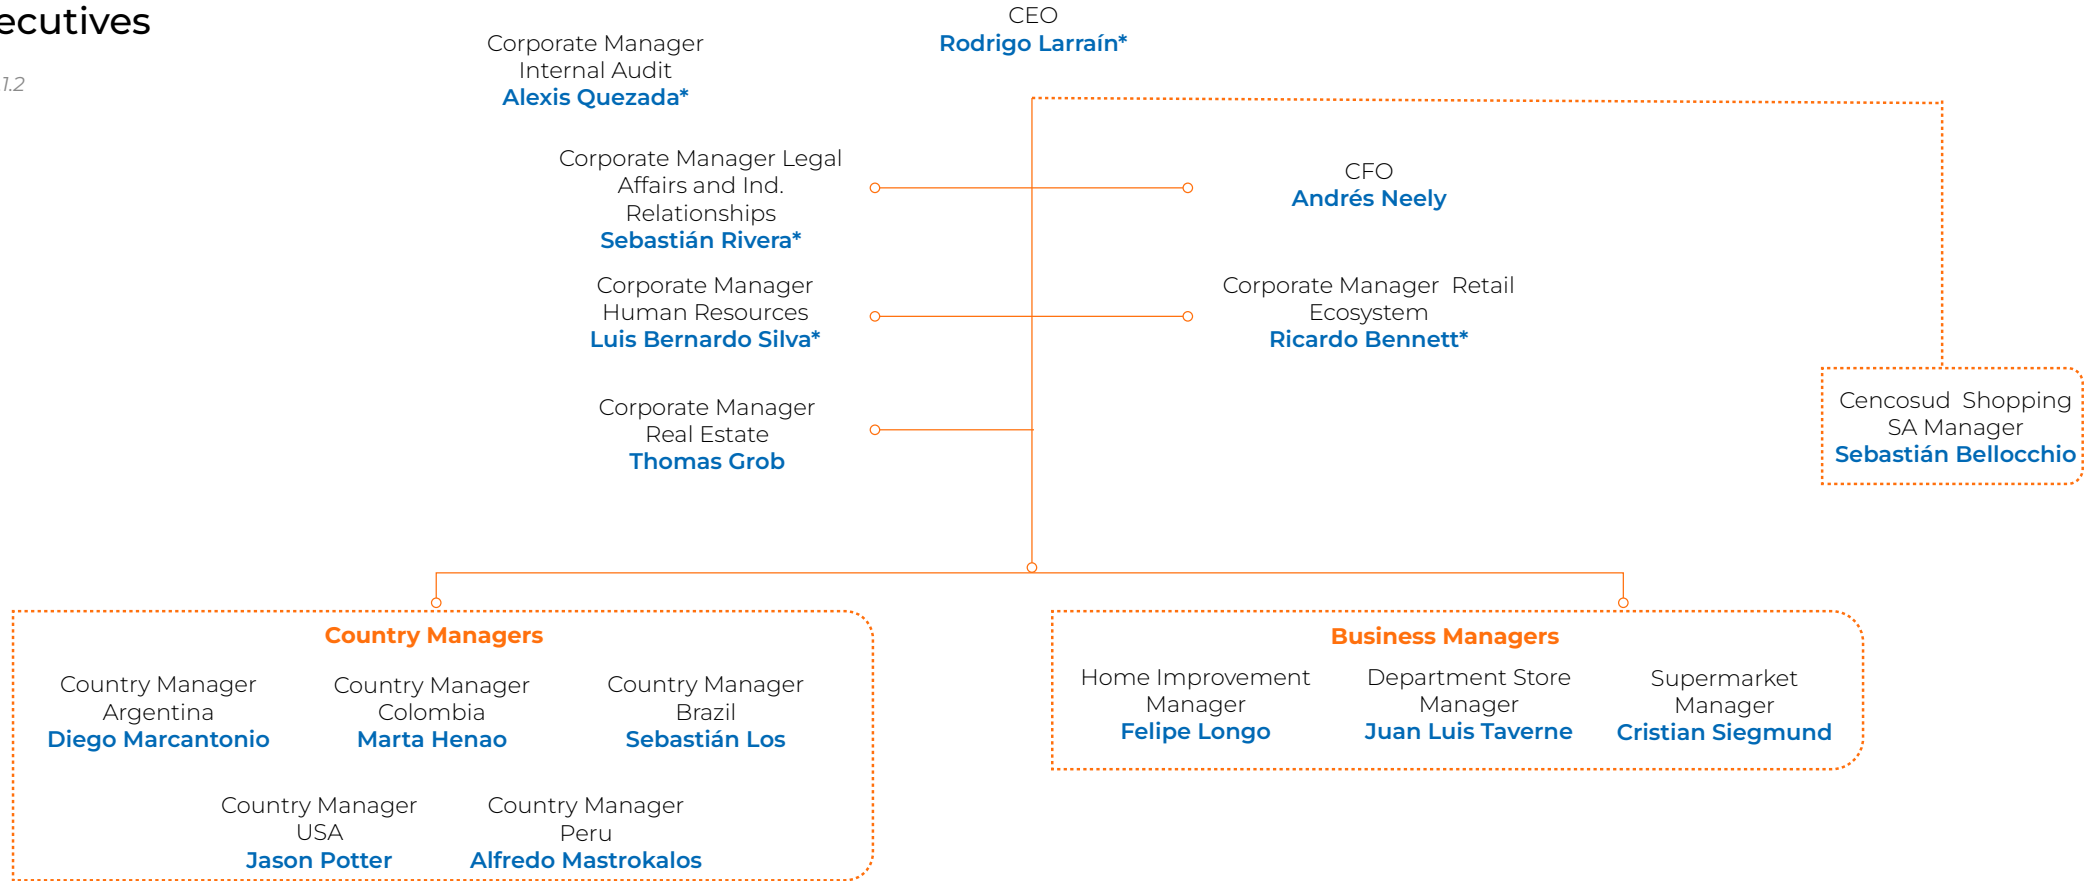 ecutives
1.2
CEO
Rodrigo Larraín*
Corporate Manager
Internal Audit
Alexis Quezada*
Corporate Manager Legal
Affairs and Ind.
Relationships
Sebastián Rivera*
CFO
Andrés Neely
Corporate Manager
Human Resources
Luis Bernardo Silva*
Corporate Manager Retail
Ecosystem
Ricardo Bennett*
Corporate Manager
Real Estate
Thomas Grob
Cencosud Shopping
SA Manager
Sebastián Bellocchio
Country Managers
Country Manager
Argentina
Diego Marcantonio
Country Manager
Colombia
Marta Henao
Country Manager
Brazil
Sebastián Los
Country Manager
USA
Jason Potter
Country Manager
Peru
Alfredo Mastrokalos
Business Managers
Home Improvement
Manager
Felipe Longo
Department Store
Manager
Juan Luis Taverne
Supermarket
Manager
Cristian Siegmund